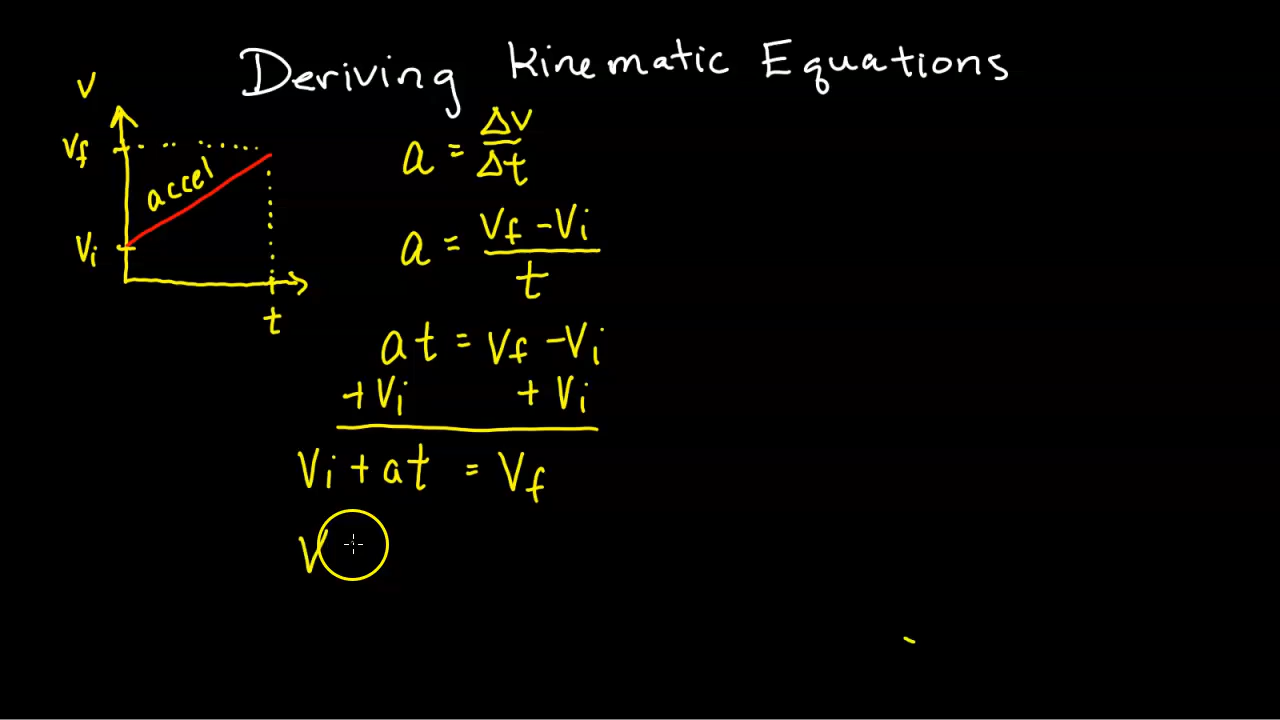 Deriving Kinematic Equations
v
vf
accel
vi
t
a = Δv/Δt
a = (vf - vi)/t
at = vf - vi
+vi + vi
vi + at = vf
v